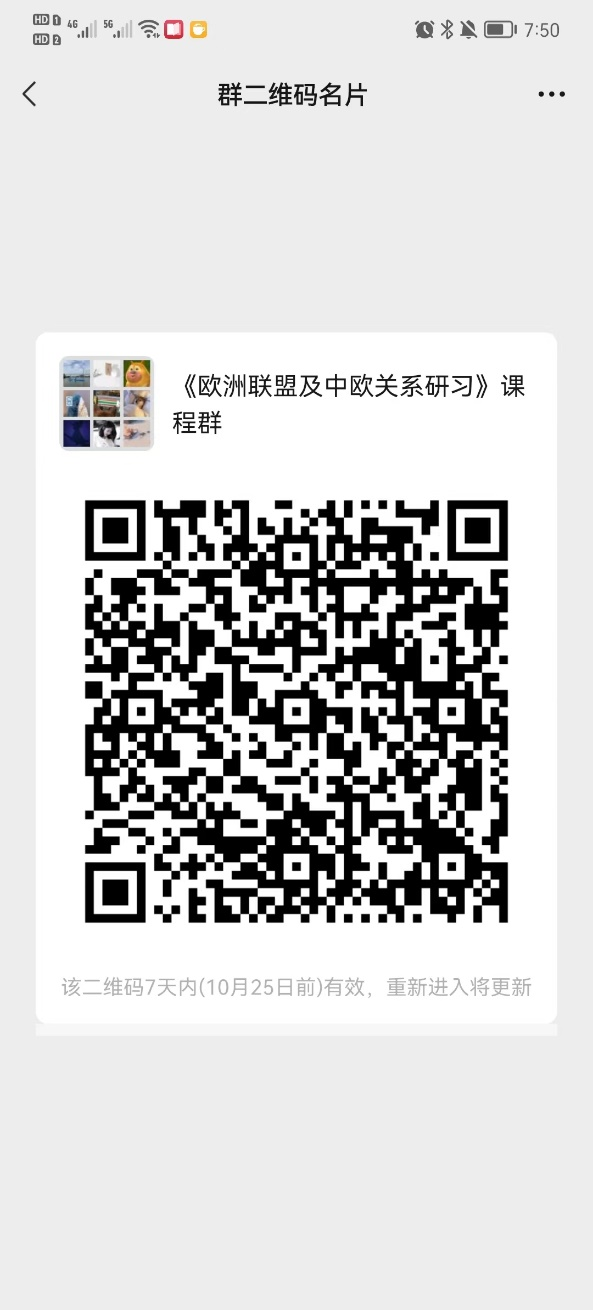 HD 1 4G 5G 7:50
HD 2
群二维码名片
《欧洲联盟及中欧关系研习》课
程群
该二维码7天内(10月25日前)有效，重新进入将更新